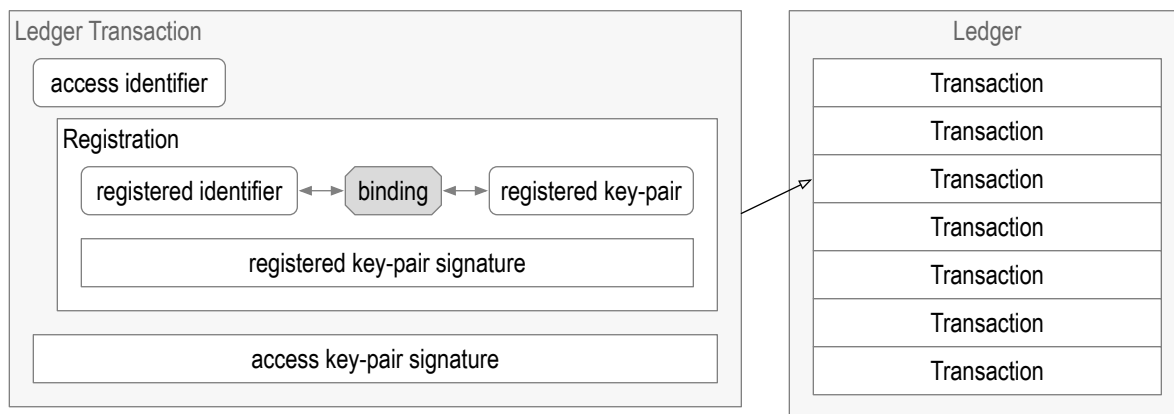 Ledger Transaction
access identifier
Registration
registered identifier
binding
registered key-pair
registered key-pair signature
access key-pair signature
Ledger
Transaction
Transaction
Transaction
Transaction
Transaction
Transaction
Transaction